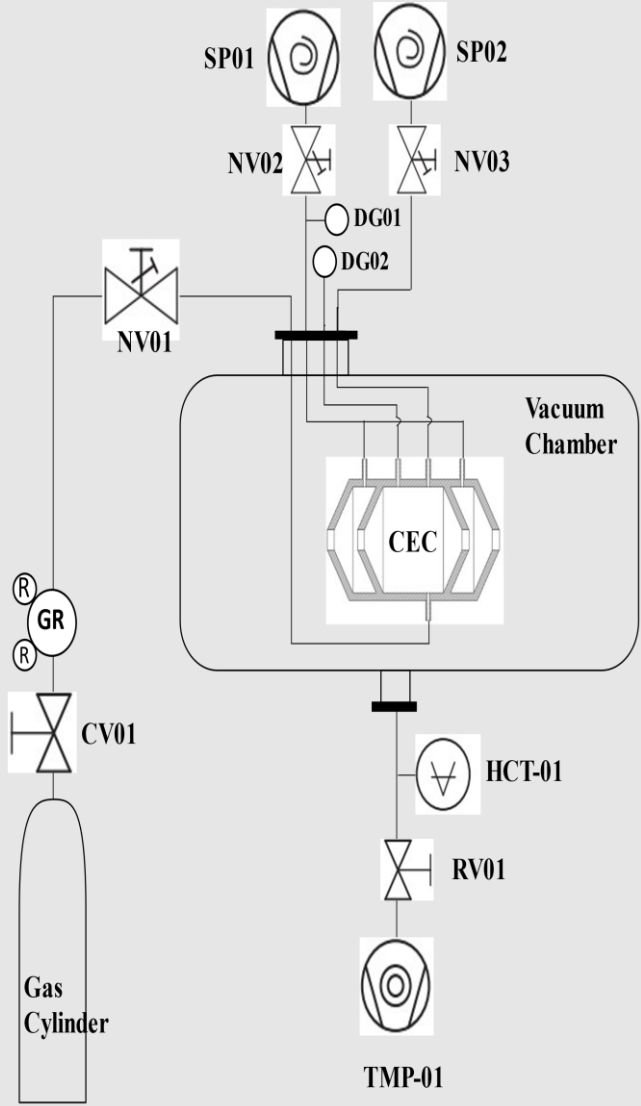 SP01
SP02
NV02
NV03
DG01
DG02
NV01
Vacuum
Chamber
CEC
R
GR
R
CV01
HCT-01
RV01
Gas
Cylinder
TMP-01